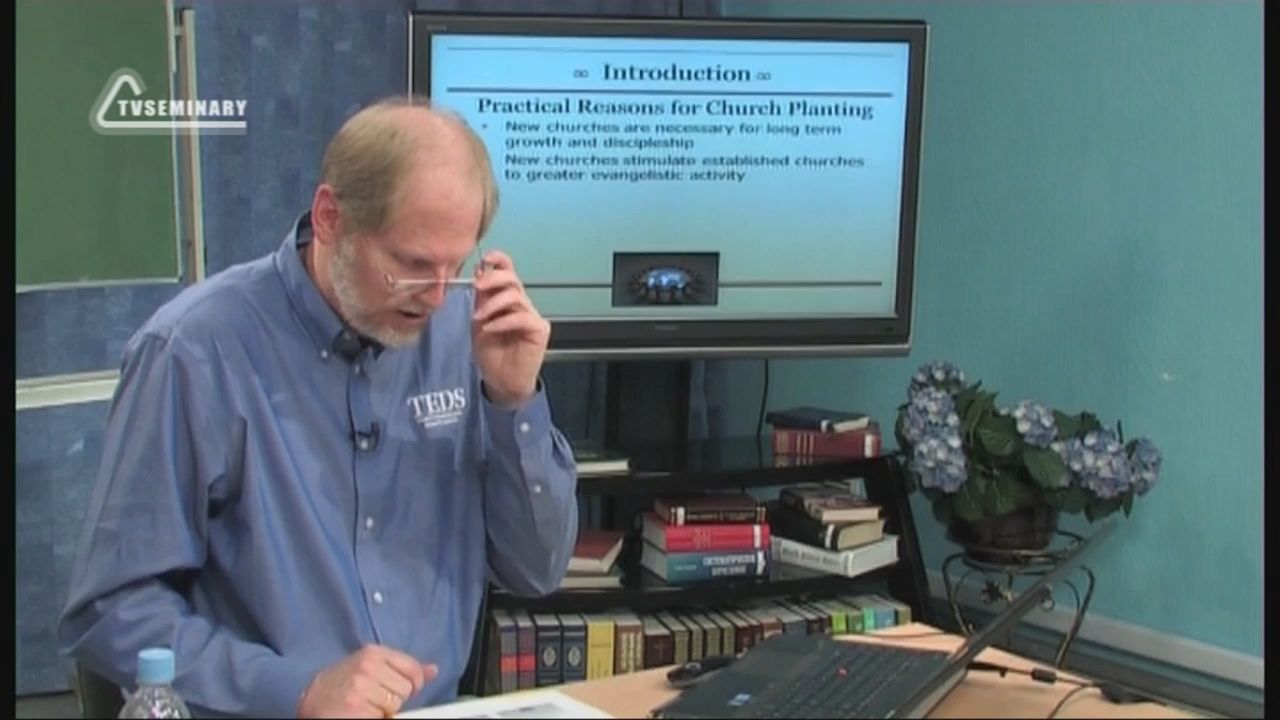 TVSEMINARY
Introduction
Practical Reasons for Church Planting
New churches are necessary for long term
growth and discipleship
New churches stimulate established churches
to greater evangelistic activity
TEDS